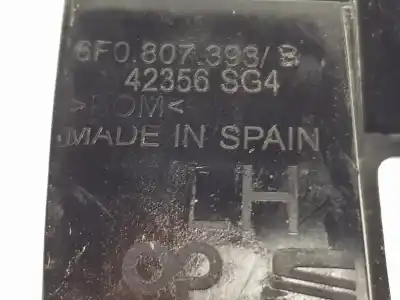 6F0.807.393/ B
42356 SG4
>POM<
MADE IN SPAIN
LH